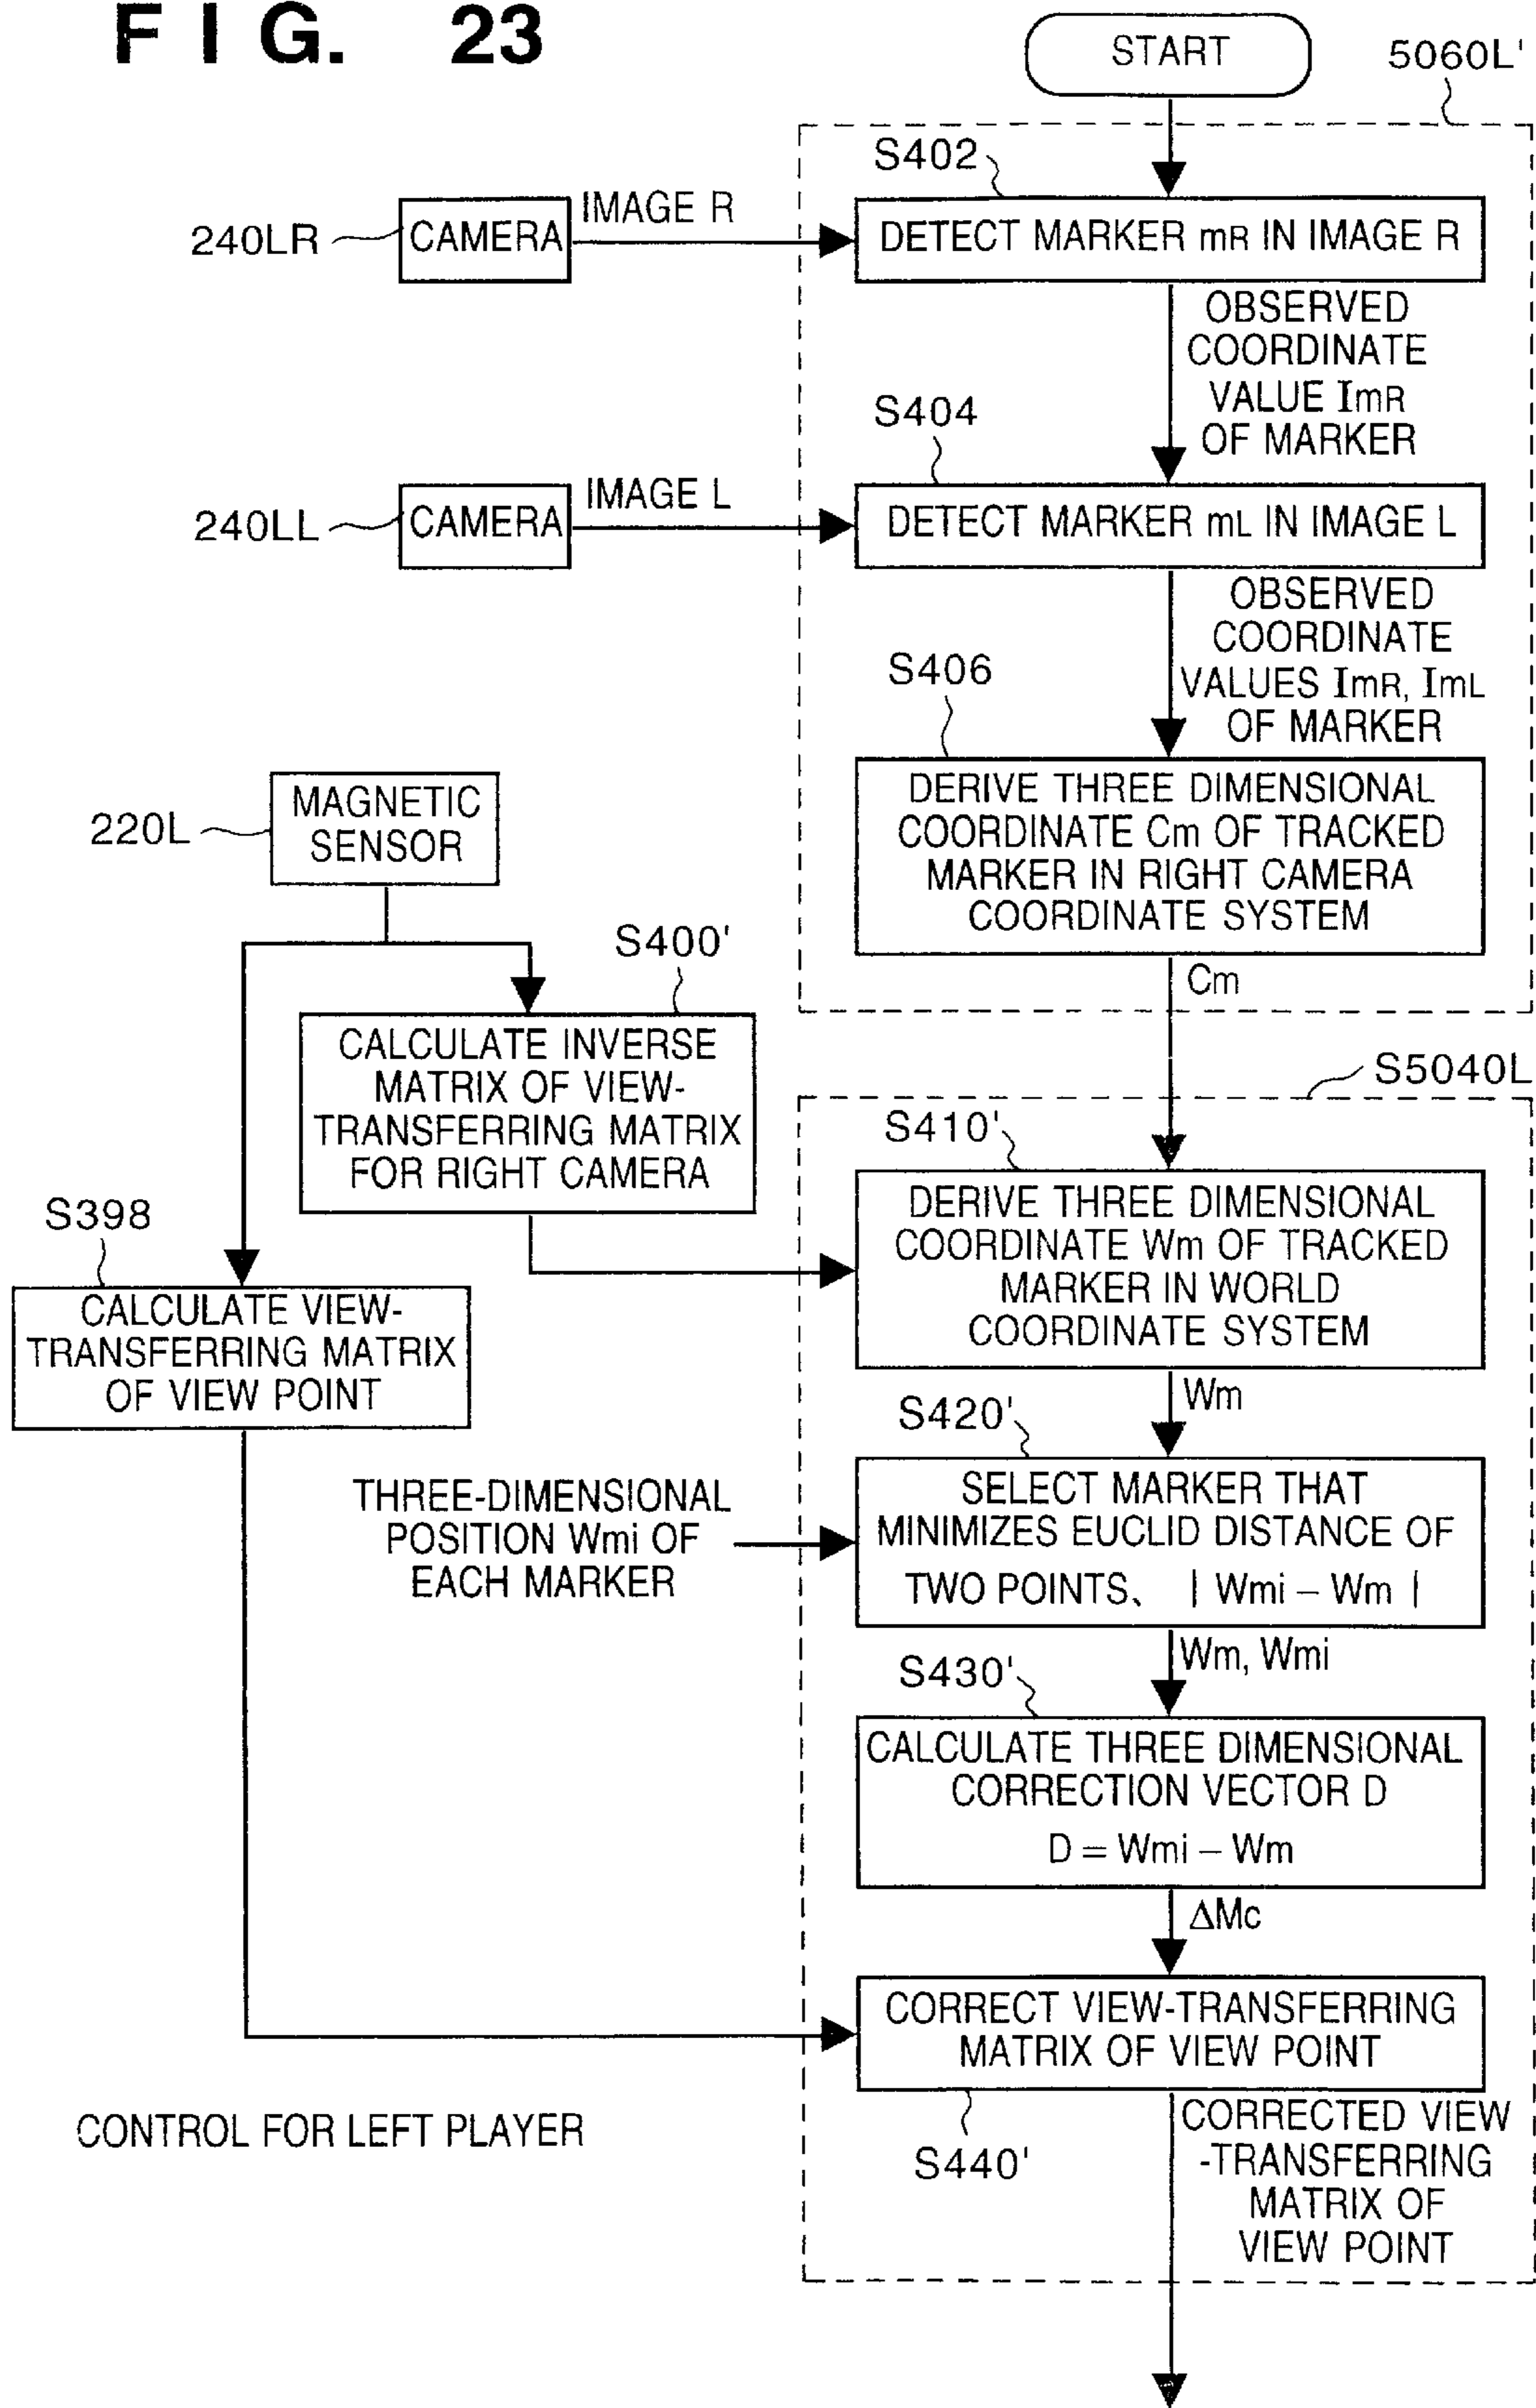 FIG. 23
START
5060L'
S402
240LR
CAMERA
IMAGE R
DETECT MARKER mR IN IMAGE R
OBSERVED
COORDINATE
VALUE ImR
OF MARKER
S404
240LL
CAMERA
IMAGE L
DETECT MARKER mL IN IMAGE L
OBSERVED
COORDINATE
VALUES ImR, ImL
OF MARKER
S406
DERIVE THREE DIMENSIONAL
COORDINATE Cm OF TRACKED
MARKER IN RIGHT CAMERA
COORDINATE SYSTEM
Cm
220L
MAGNETIC
SENSOR
S400'
CALCULATE INVERSE
MATRIX OF VIEW-
TRANSFERRING MATRIX
FOR RIGHT CAMERA
S398
CALCULATE VIEW-
TRANSFERRING MATRIX
OF VIEW POINT
S5040L
S410'
DERIVE THREE DIMENSIONAL
COORDINATE Wm OF TRACKED
MARKER IN WORLD
COORDINATE SYSTEM
Wm
S420'
THREE-DIMENSIONAL
POSITION Wmi OF
EACH MARKER
SELECT MARKER THAT
MINIMIZES EUCLID DISTANCE OF
TWO POINTS、 | Wmi – Wm |
Wm, Wmi
S430'
CALCULATE THREE DIMENSIONAL
CORRECTION VECTOR D
D = Wmi – Wm
ΔMc
CORRECT VIEW-TRANSFERRING
MATRIX OF VIEW POINT
S440'
CORRECTED VIEW
-TRANSFERRING
MATRIX OF
VIEW POINT
CONTROL FOR LEFT PLAYER